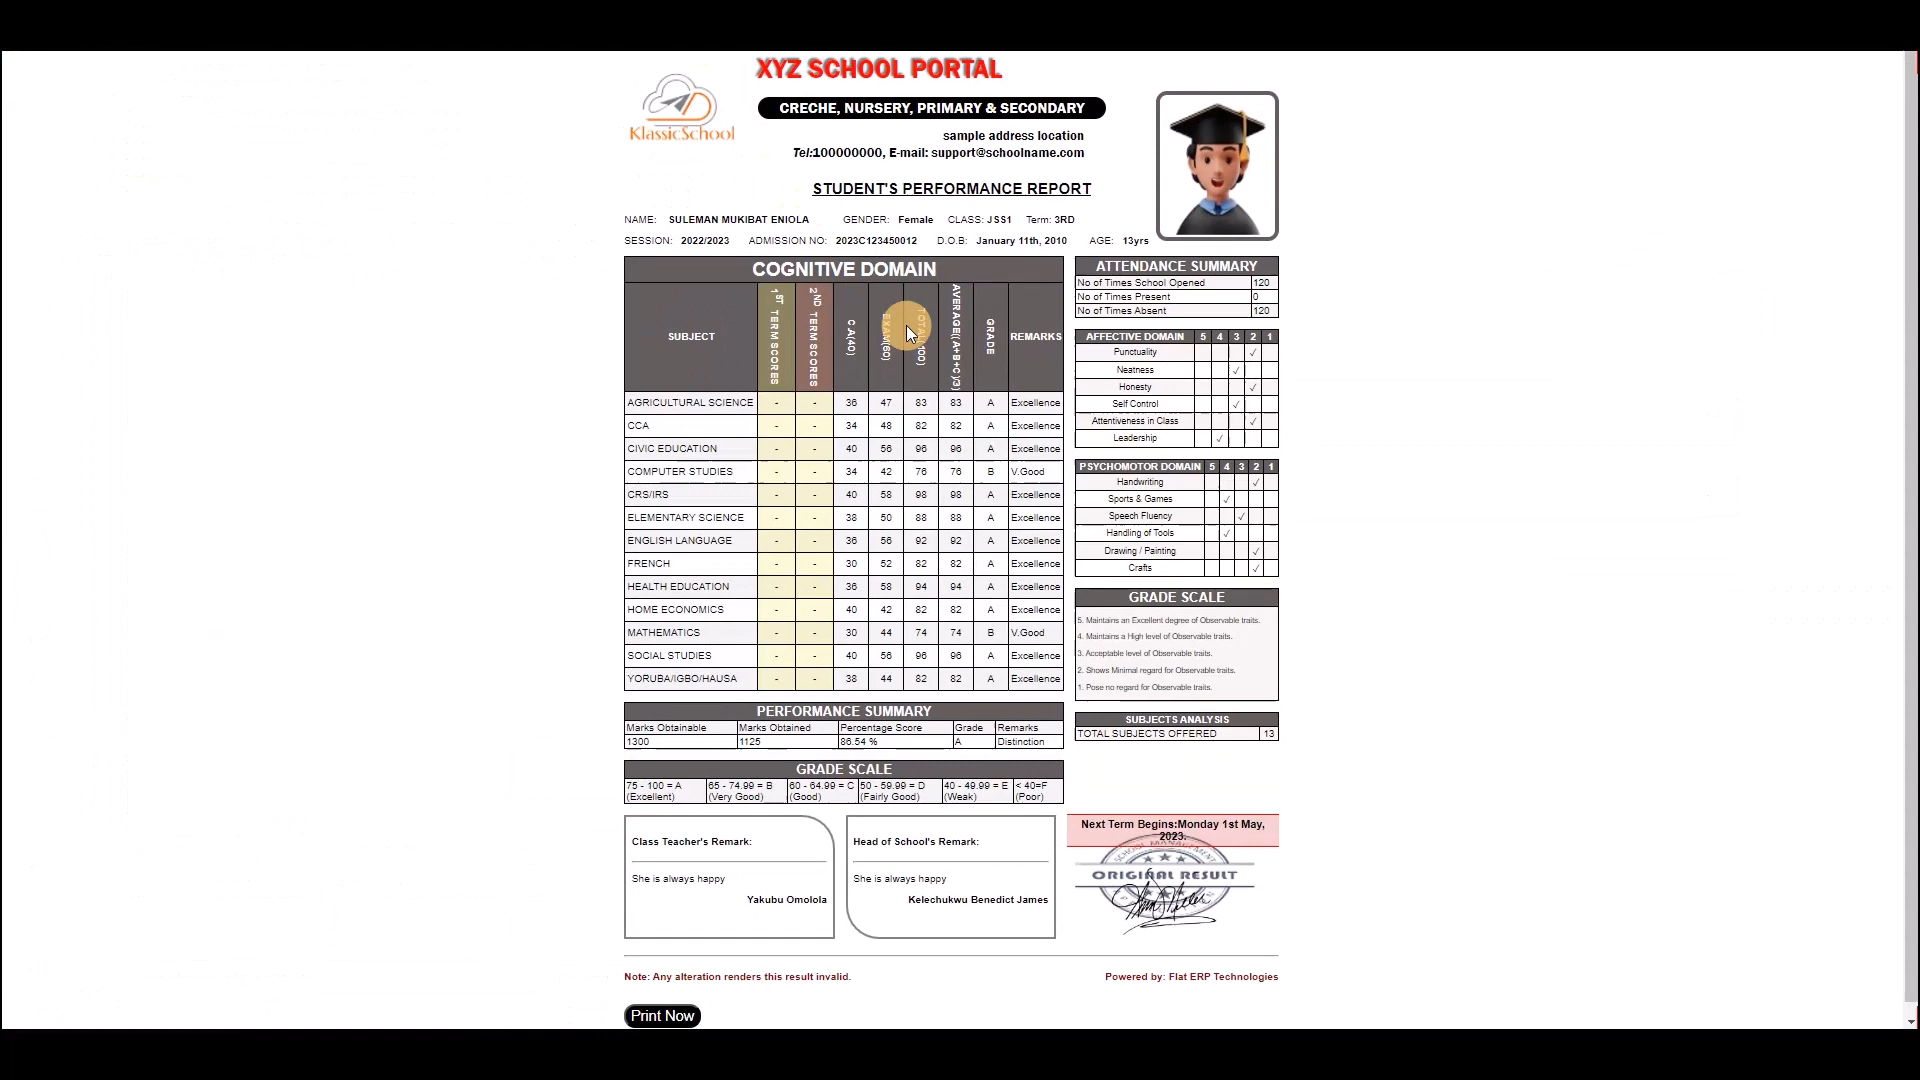 XYZ SCHOOL PORTAL
KlassicSchool
CRECHE, NURSERY, PRIMARY & SECONDARY
sample address location
Tel:100000000, E-mail: support@schoolname.com
STUDENT'S PERFORMANCE REPORT
NAME: SULEMAN MUKIBAT ENIOLA GENDER: Female CLASS: JSS1 Term: 3RD
SESSION: 2022/2023 ADMISSION NO: 2023C123450012 D.O.B: January 11th, 2010 AGE: 13yrs
COGNITIVE DOMAIN
SUBJECT 1ST TERM SCORES 2ND TERM SCORES C.A(40) EXAM(60) TOTAL(100) AVERAGE((A+B+C)/3) GRADE REMARKS
AGRICULTURAL SCIENCE - - 36 47 83 83 A Excellence
CCA - - 34 48 82 82 A Excellence
CIVIC EDUCATION - - 40 56 96 96 A Excellence
COMPUTER STUDIES - - 34 42 76 76 B V.Good
CRS/IRS - - 40 58 98 98 A Excellence
ELEMENTARY SCIENCE - - 38 50 88 88 A Excellence
ENGLISH LANGUAGE - - 36 56 92 92 A Excellence
FRENCH - - 30 52 82 82 A Excellence
HEALTH EDUCATION - - 36 58 94 94 A Excellence
HOME ECONOMICS - - 40 42 82 82 A Excellence
MATHEMATICS - - 30 44 74 74 B V.Good
SOCIAL STUDIES - - 40 56 96 96 A Excellence
YORUBA/IGBO/HAUSA - - 38 44 82 82 A Excellence
PERFORMANCE SUMMARY
Marks Obtainable Marks Obtained Percentage Score Grade Remarks
1300 1125 86.54 % A Distinction
GRADE SCALE
75 - 100 = A 65 - 74.99 = B 60 - 64.99 = C 50 - 59.99 = D 40 - 49.99 = E < 40=F
(Excellent) (Very Good) (Good) (Fairly Good) (Weak) (Poor)
ATTENDANCE SUMMARY
No of Times School Opened 120
No of Times Present 0
No of Times Absent 120
AFFECTIVE DOMAIN 5 4 3 2 1
Punctuality ✓
Neatness ✓
Honesty ✓
Self Control ✓
Attentiveness in Class ✓
Leadership ✓
PSYCHOMOTOR DOMAIN 5 4 3 2 1
Handwriting ✓
Sports & Games ✓
Speech Fluency ✓
Handling of Tools ✓
Drawing / Painting ✓
Crafts ✓
GRADE SCALE
5. Maintains an Excellent degree of Observable traits.
4. Maintains a High level of Observable traits.
3. Acceptable level of Observable traits.
2. Shows Minimal regard for Observable traits.
1. Pose no regard for Observable traits.
SUBJECTS ANALYSIS
TOTAL SUBJECTS OFFERED 13
Class Teacher's Remark:
She is always happy
Yakubu Omolola
Head of School's Remark:
She is always happy
Kelechukwu Benedict James
Next Term Begins:Monday 1st May,
2023.
SCHOOL MANAGEMENT
ORIGINAL RESULT
Note: Any alteration renders this result invalid.
Powered by: Flat ERP Technologies
Print Now